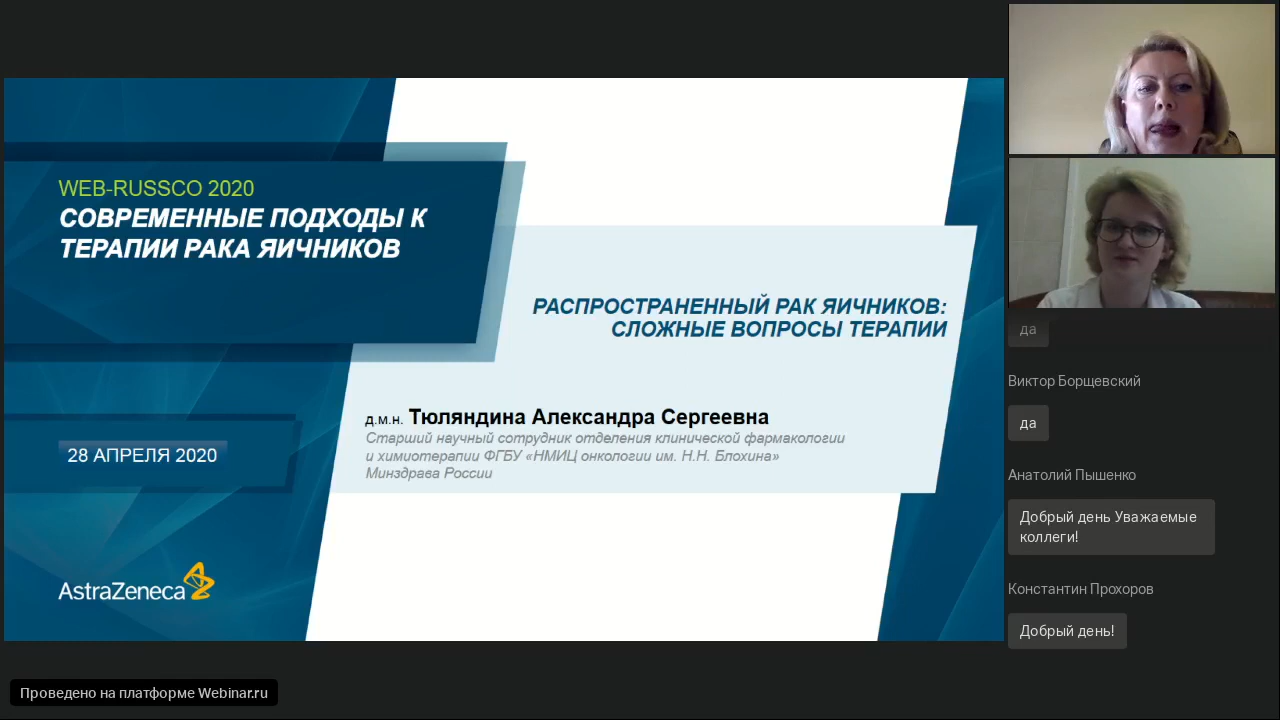 WEB-RUSSCO 2020
СОВРЕМЕННЫЕ ПОДХОДЫ К
ТЕРАПИИ РАКА ЯИЧНИКОВ
РАСПРОСТРАНЕННЫЙ РАК ЯИЧНИКОВ:
СЛОЖНЫЕ ВОПРОСЫ ТЕРАПИИ
д.м.н. Тюляндина Александра Сергеевна
Старший научный сотрудник отделения клинической фармакологии
и химиотерапии ФГБУ «НМИЦ онкологии им. Н.Н. Блохина»
Минздрава России
28 АПРЕЛЯ 2020
AstraZeneca
Проведено на платформе Webinar.ru
да
Виктор Борщевский
да
Анатолий Пышенко
Добрый день Уважаемые
коллеги!
Константин Прохоров
Добрый день!